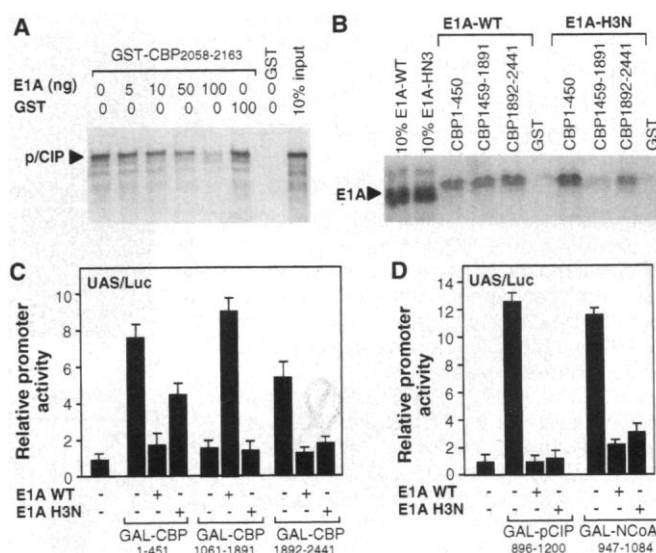 A
GST-CBP2058-2163
GST
10% input
E1A (ng) 0 5 10 50 100 0 0
GST 0 0 0 0 0 100 0
p/CIP
B
E1A-WT
E1A-H3N
10% E1A-WT
10% E1A-HN3
CBP1-450
CBP1459-1891
CBP1892-2441
GST
CBP1-450
CBP1459-1891
CBP1892-2441
GST
E1A
C
UAS/Luc
Relative promoter activity
10
8
6
4
2
0
E1A WT - - + - - + - - + -
E1A H3N - - - + - - + - - +
GAL-CBP 1-451
GAL-CBP 1061-1891
GAL-CBP 1892-2441
D
UAS/Luc
Relative promoter activity
12
10
8
6
4
2
0
E1A WT - - + - - + -
E1A H3N - - - + - - +
GAL-pCIP 896-1200
GAL-NCoA 947-1084